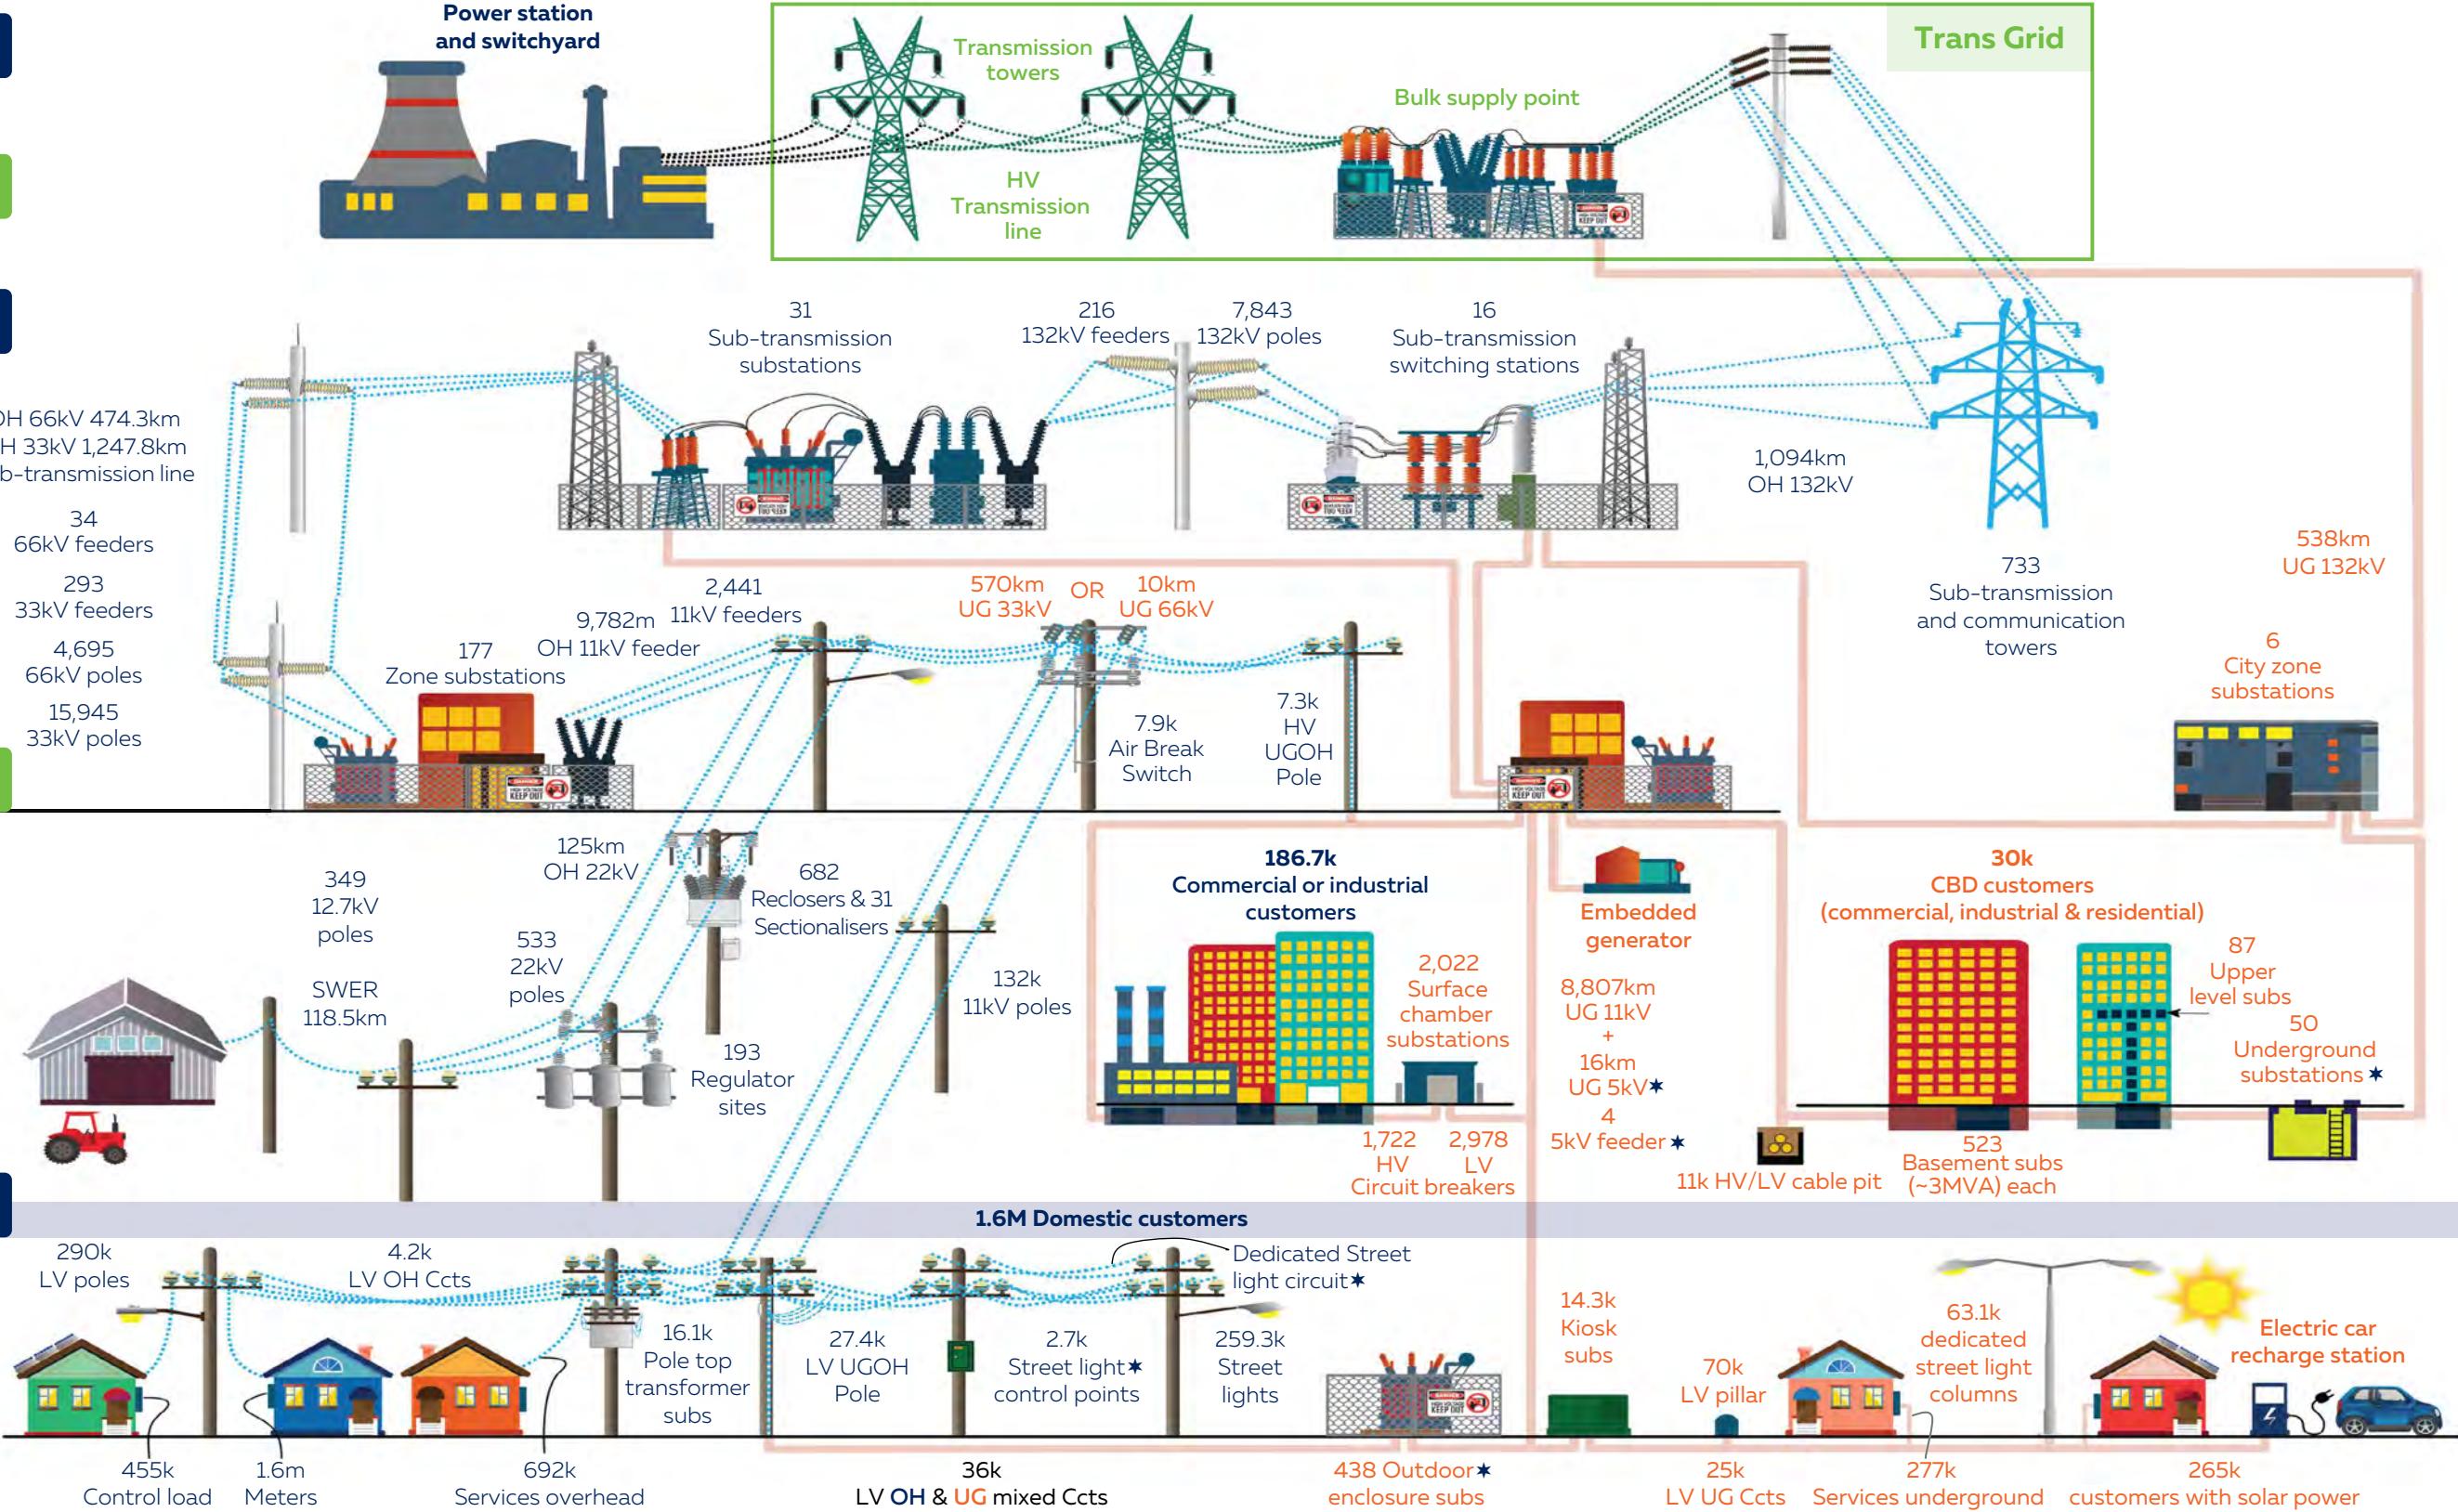 Power station
and switchyard
Transmission
towers
HV
Transmission
line
Bulk supply point
Trans Grid
KEEP OUT
31
Sub-transmission
substations
216
132kV feeders
7,843
132kV poles
16
Sub-transmission
switching stations
OH 66kV 474.3km
H 33kV 1,247.8km
b-transmission line
34
66kV feeders
293
33kV feeders
4,695
66kV poles
15,945
33kV poles
1,094km
OH 132kV
733
Sub-transmission
and communication
towers
538km
UG 132kV
6
City zone
substations
177
Zone substations
9,782m
OH 11kV feeder
2,441
11kV feeders
570km
UG 33kV
OR
10km
UG 66kV
7.9k
Air Break
Switch
7.3k
HV
UGOH
Pole
KEEP OUT
KEEP OUT
349
12.7kV
poles
SWER
118.5km
125km
OH 22kV
533
22kV
poles
682
Reclosers & 31
Sectionalisers
193
Regulator
sites
132k
11kV poles
186.7k
Commercial or industrial
customers
2,022
Surface
chamber
substations
1,722
HV
2,978
LV
Circuit breakers
Embedded
generator
8,807km
UG 11kV
+
16km
UG 5kV★
4
5kV feeder ★
11k HV/LV cable pit
30k
CBD customers
(commercial, industrial & residential)
87
Upper
level subs
50
Underground
substations ★
523
Basement subs
(~3MVA) each
1.6M Domestic customers
290k
LV poles
4.2k
LV OH Ccts
16.1k
Pole top
transformer
subs
27.4k
LV UGOH
Pole
2.7k
Street light★
control points
Dedicated Street
light circuit★
259.3k
Street
lights
KEEP OUT
14.3k
Kiosk
subs
70k
LV pillar
63.1k
dedicated
street light
columns
Electric car
recharge station
455k
Control load
1.6m
Meters
692k
Services overhead
36k
LV OH & UG mixed Ccts
438 Outdoor★
enclosure subs
25k
LV UG Ccts
277k
Services underground
265k
customers with solar power